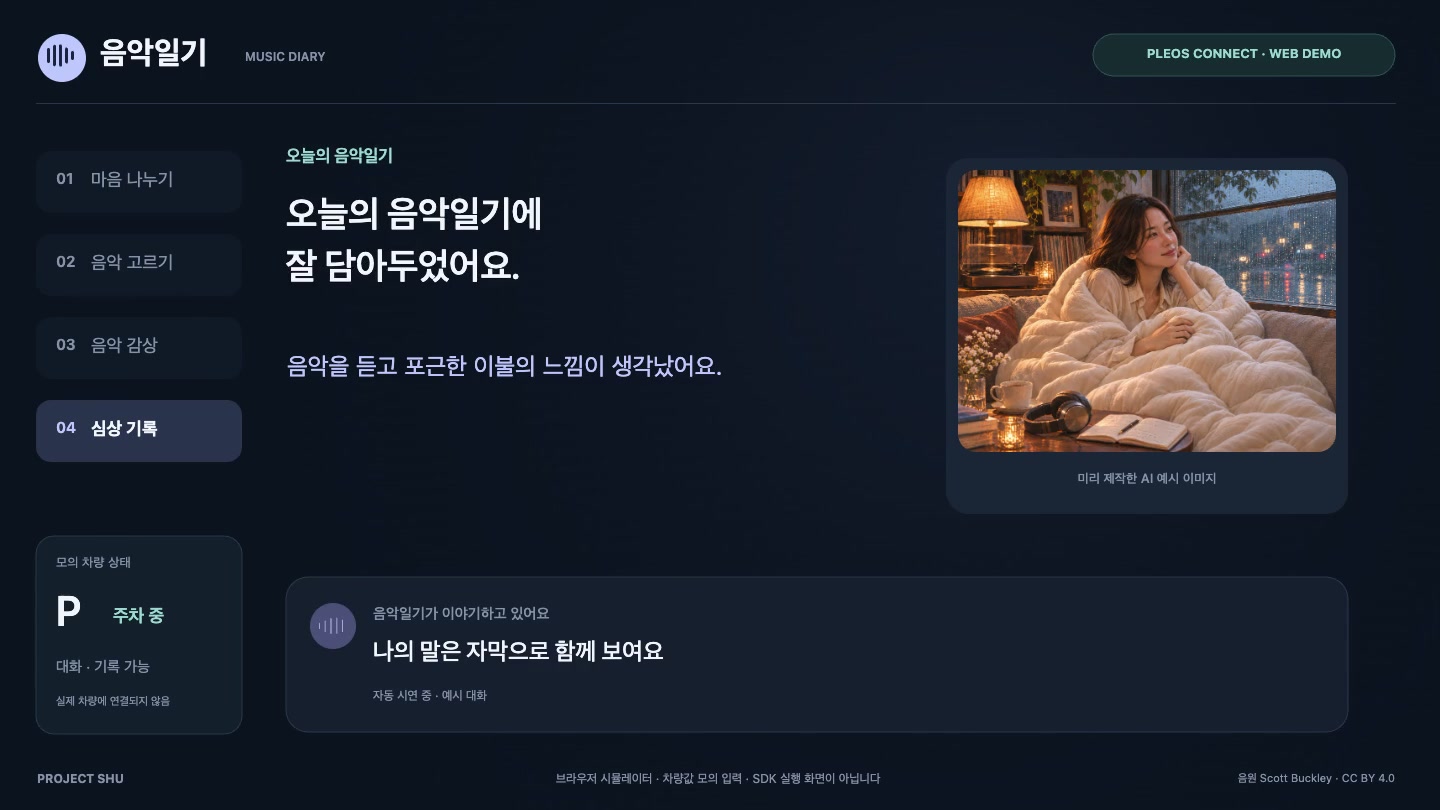 음악일기
MUSIC DIARY
PLEOS CONNECT · WEB DEMO
01 마음 나누기
02 음악 고르기
03 음악 감상
04 심상 기록
모의 차량 상태
P 주차 중
대화 · 기록 가능
실제 차량에 연결되지 않음
오늘의 음악일기
오늘의 음악일기에
잘 담아두었어요.
음악을 듣고 포근한 이불의 느낌이 생각났어요.
미리 제작한 AI 예시 이미지
음악일기가 이야기하고 있어요
나의 말은 자막으로 함께 보여요
자동 시연 중 · 예시 대화
PROJECT SHU
브라우저 시뮬레이터 · 차량값 모의 입력 · SDK 실행 화면이 아닙니다
음원 Scott Buckley · CC BY 4.0